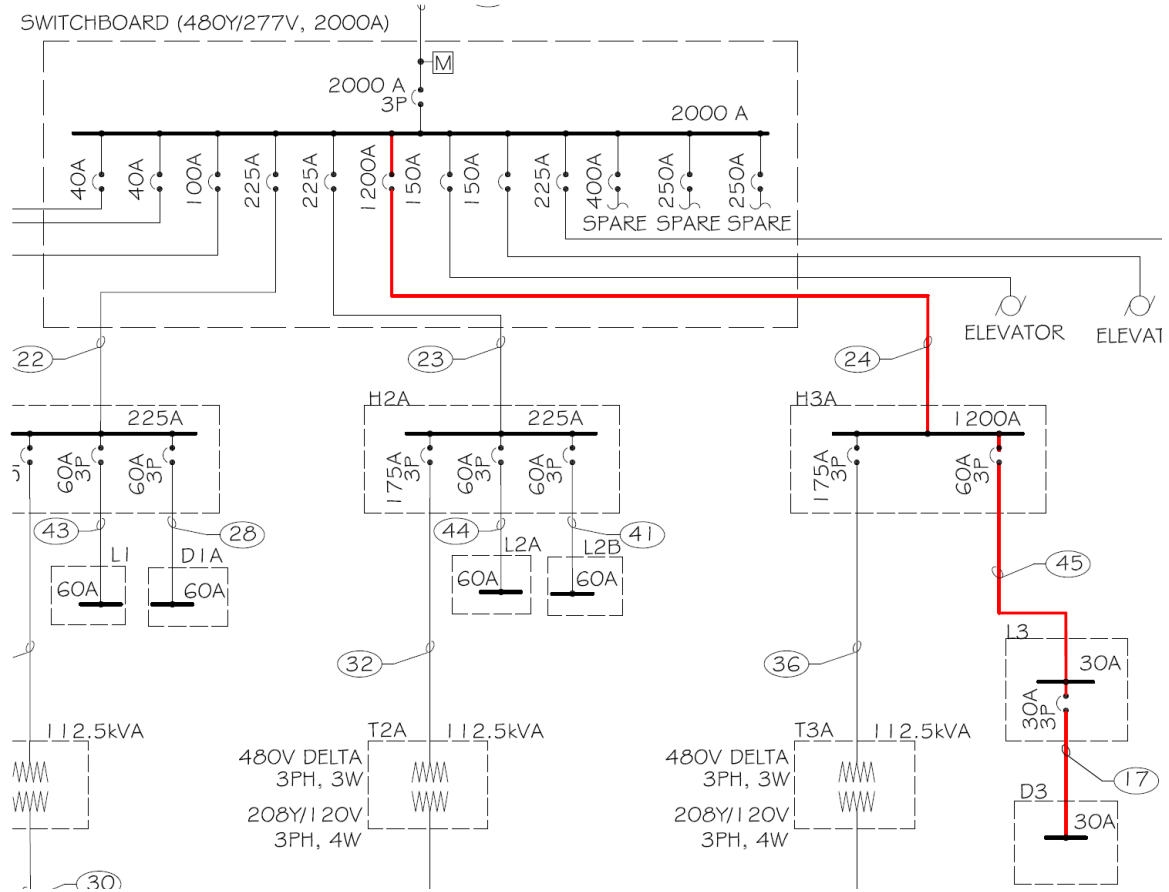 SWITCHBOARD (480Y/277V, 2000A)
M
2000 A
3P
2000 A
40A
40A
100A
225A
225A
1200A
150A
150A
225A
400A
250A
250A
SPARE SPARE SPARE
ELEVATOR
ELEVAT
22
23
24
225A
60A
3P
60A
3P
H2A
225A
175A
3P
60A
3P
60A
3P
H3A
1200A
175A
3P
60A
3P
43
28
44
41
45
L1
60A
D1A
60A
L2A
60A
L2B
60A
L3
30A
30A
3P
32
36
17
112.5kVA
T2A
112.5kVA
480V DELTA
3PH, 3W
208Y/120V
3PH, 4W
T3A
112.5kVA
480V DELTA
3PH, 3W
208Y/120V
3PH, 4W
D3
30A
30